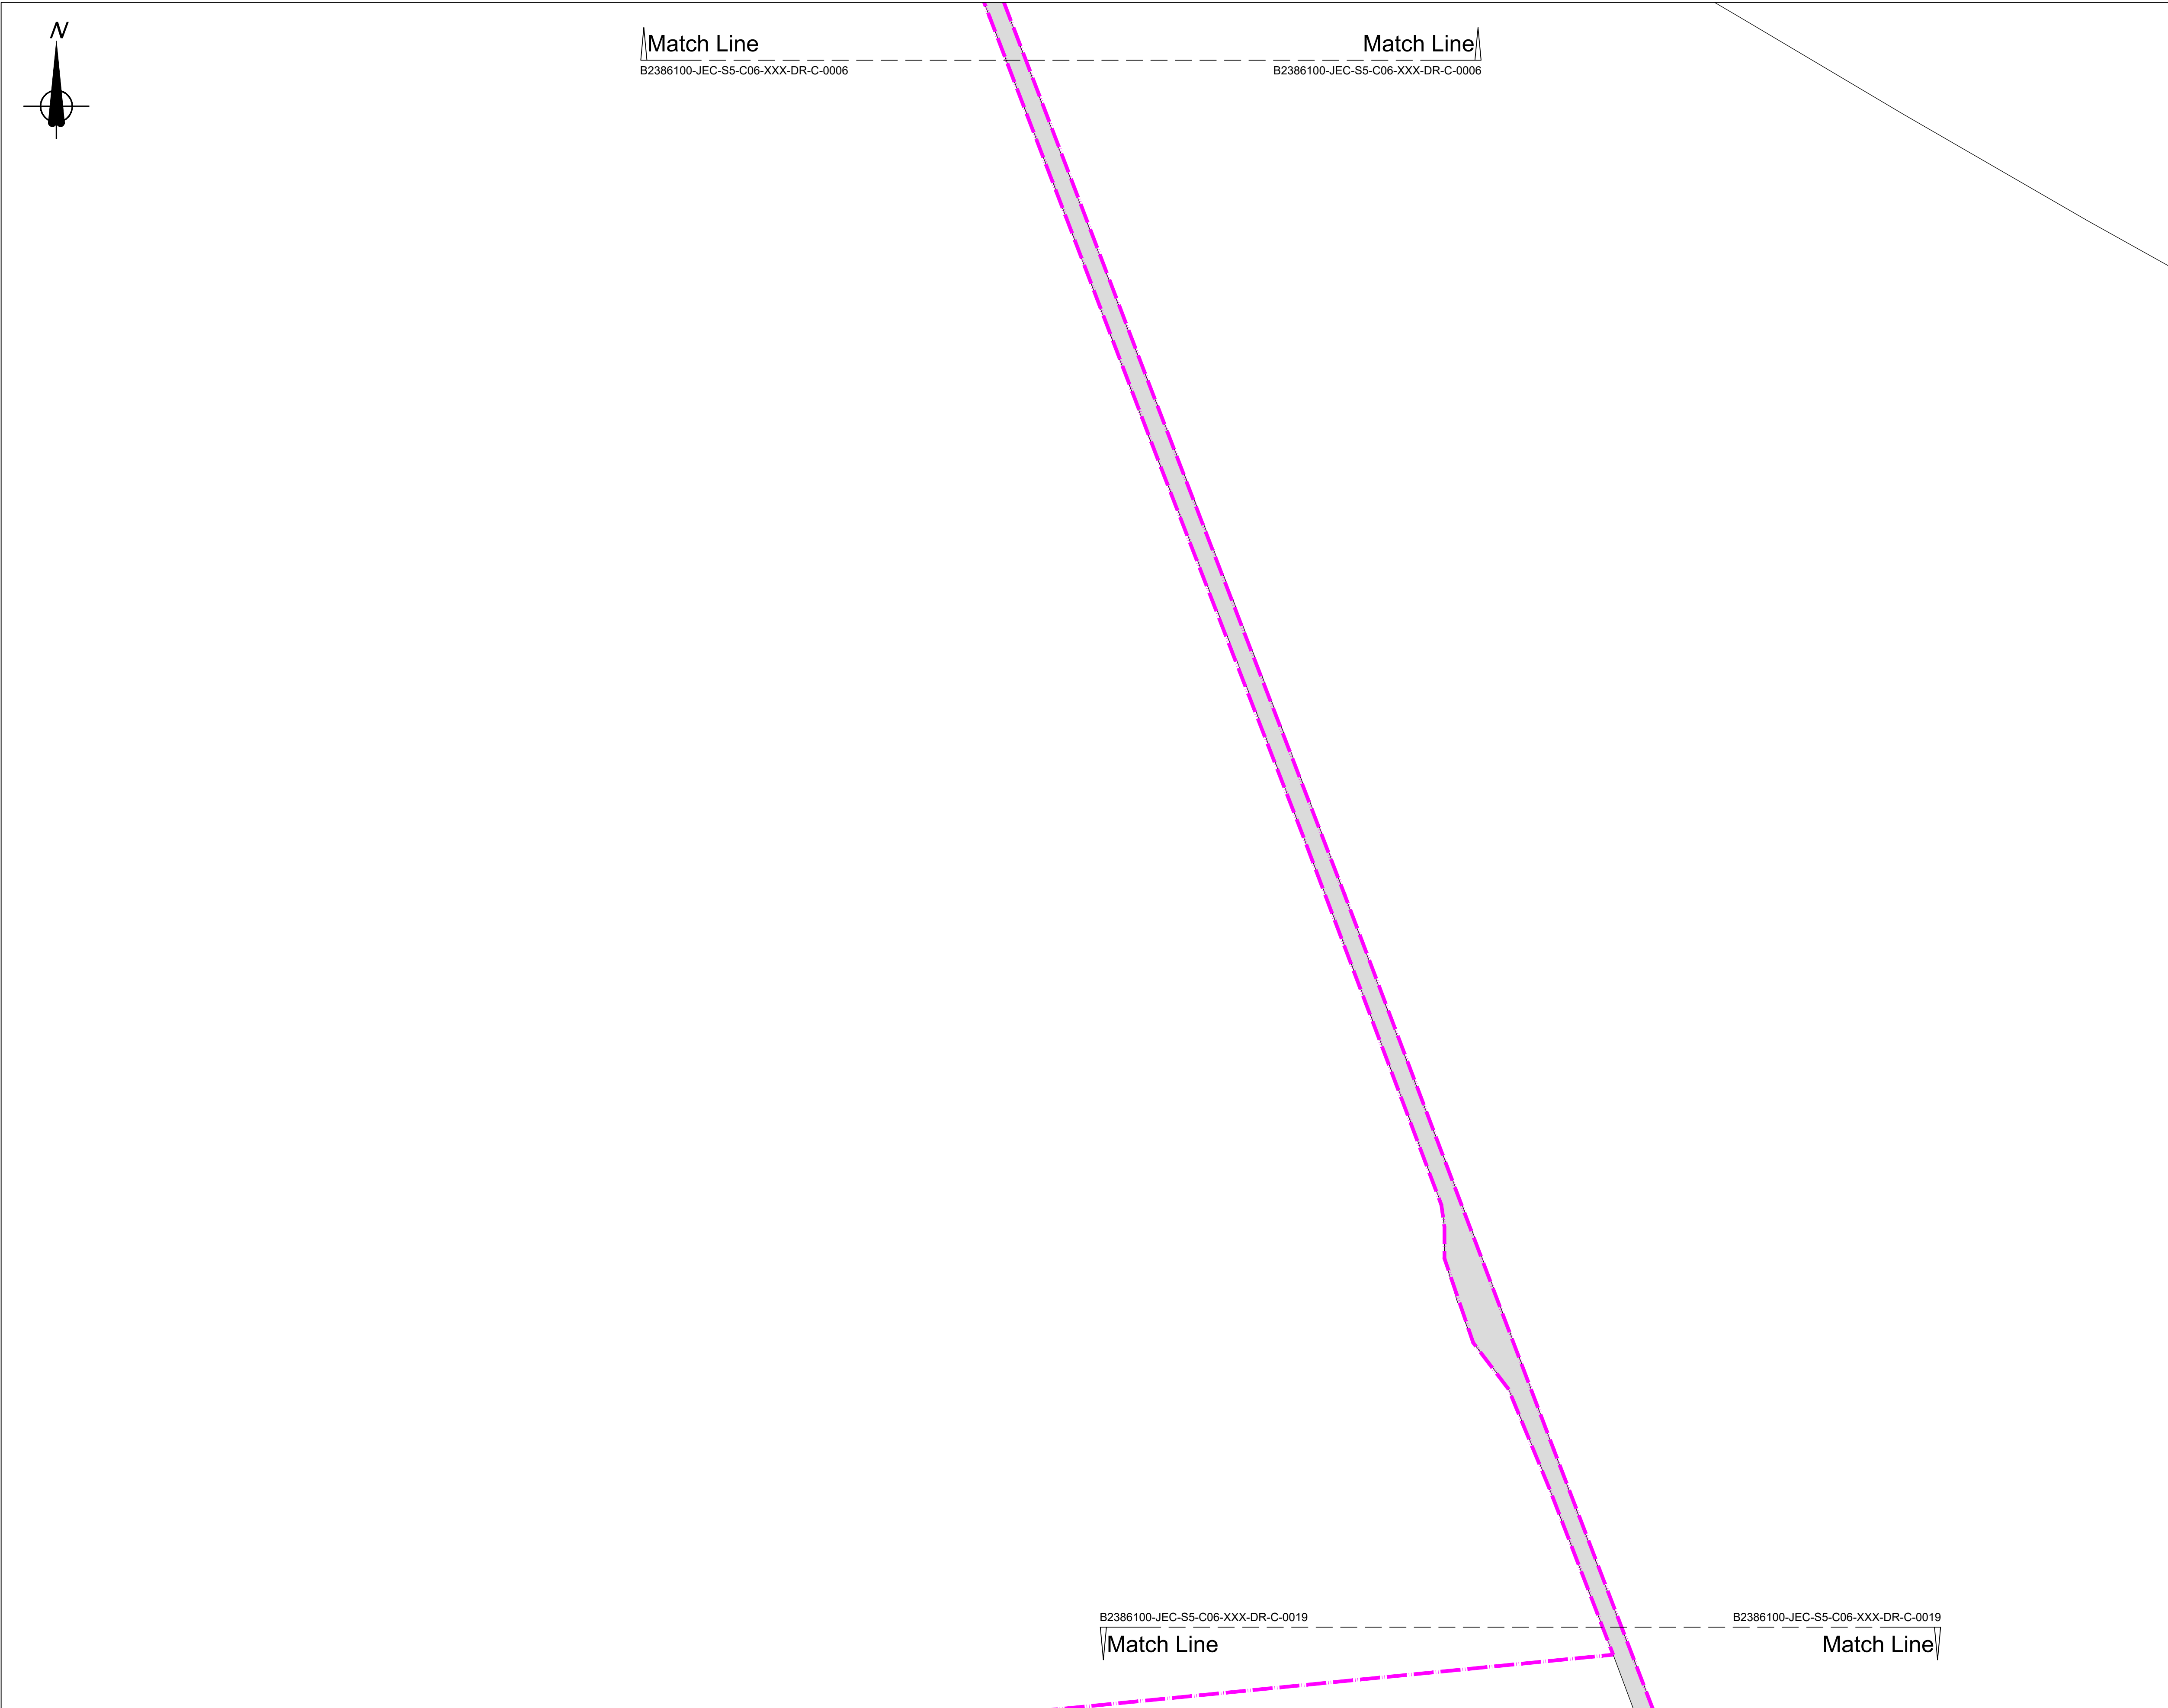 N
Match Line Match Line
B2386100-JEC-S5-C06-XXX-DR-C-0006 B2386100-JEC-S5-C06-XXX-DR-C-0006
B2386100-JEC-S5-C06-XXX-DR-C-0019 B2386100-JEC-S5-C06-XXX-DR-C-0019
Match Line Match Line